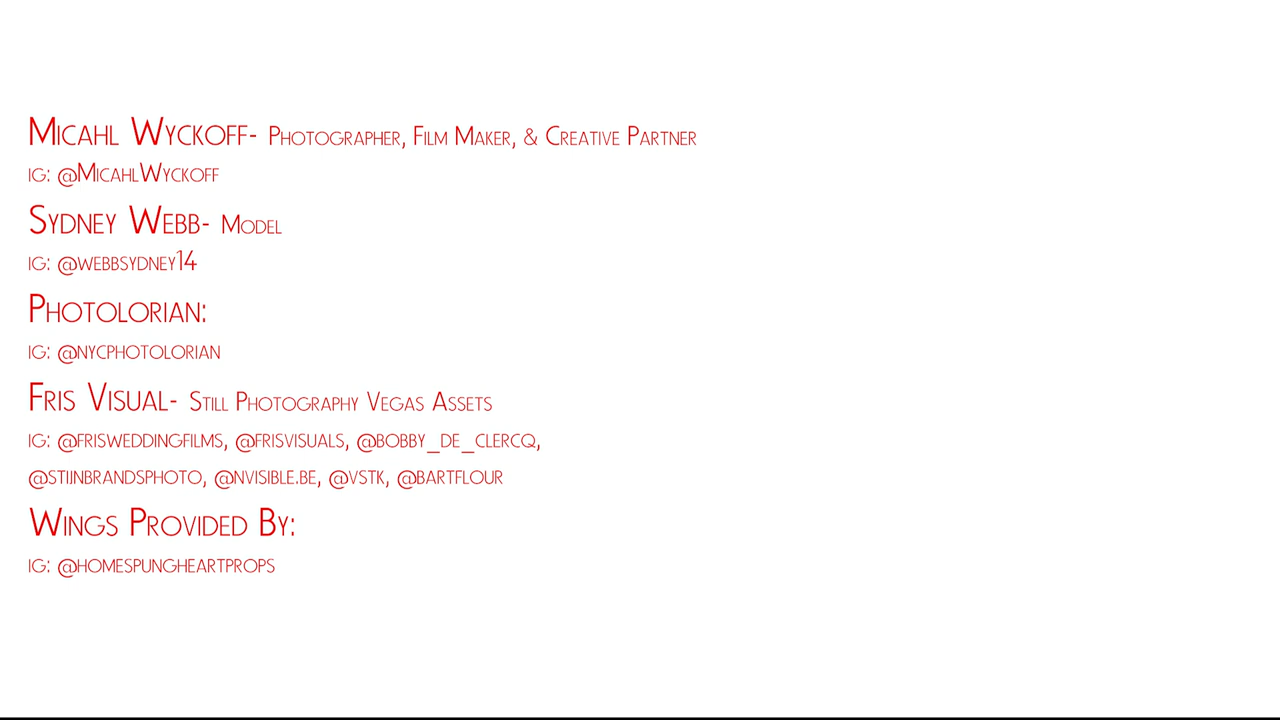 Micahl Wyckoff- Photographer, Film Maker, & Creative Partner
IG: @MicahlWyckoff
Sydney Webb- Model
IG: @webbsydney14
Photolorian:
IG: @nycphotolorian
Fris Visual- Still Photography Vegas Assets
IG: @frisweddingfilms, @frisvisuals, @bobby_de_clercq,
@stijnbrandsphoto, @nvisible.be, @vstk, @bartflour
Wings Provided By:
IG: @homespungheartprops